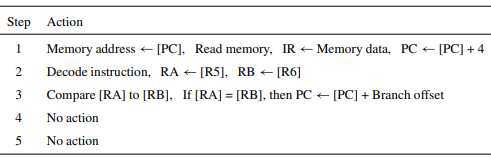 Step Action
1 Memory address ← [PC], Read memory, IR ← Memory data, PC ← [PC] + 4
2 Decode instruction, RA ← [R5], RB ← [R6]
3 Compare [RA] to [RB], If [RA] = [RB], then PC ← [PC] + Branch offset
4 No action
5 No action